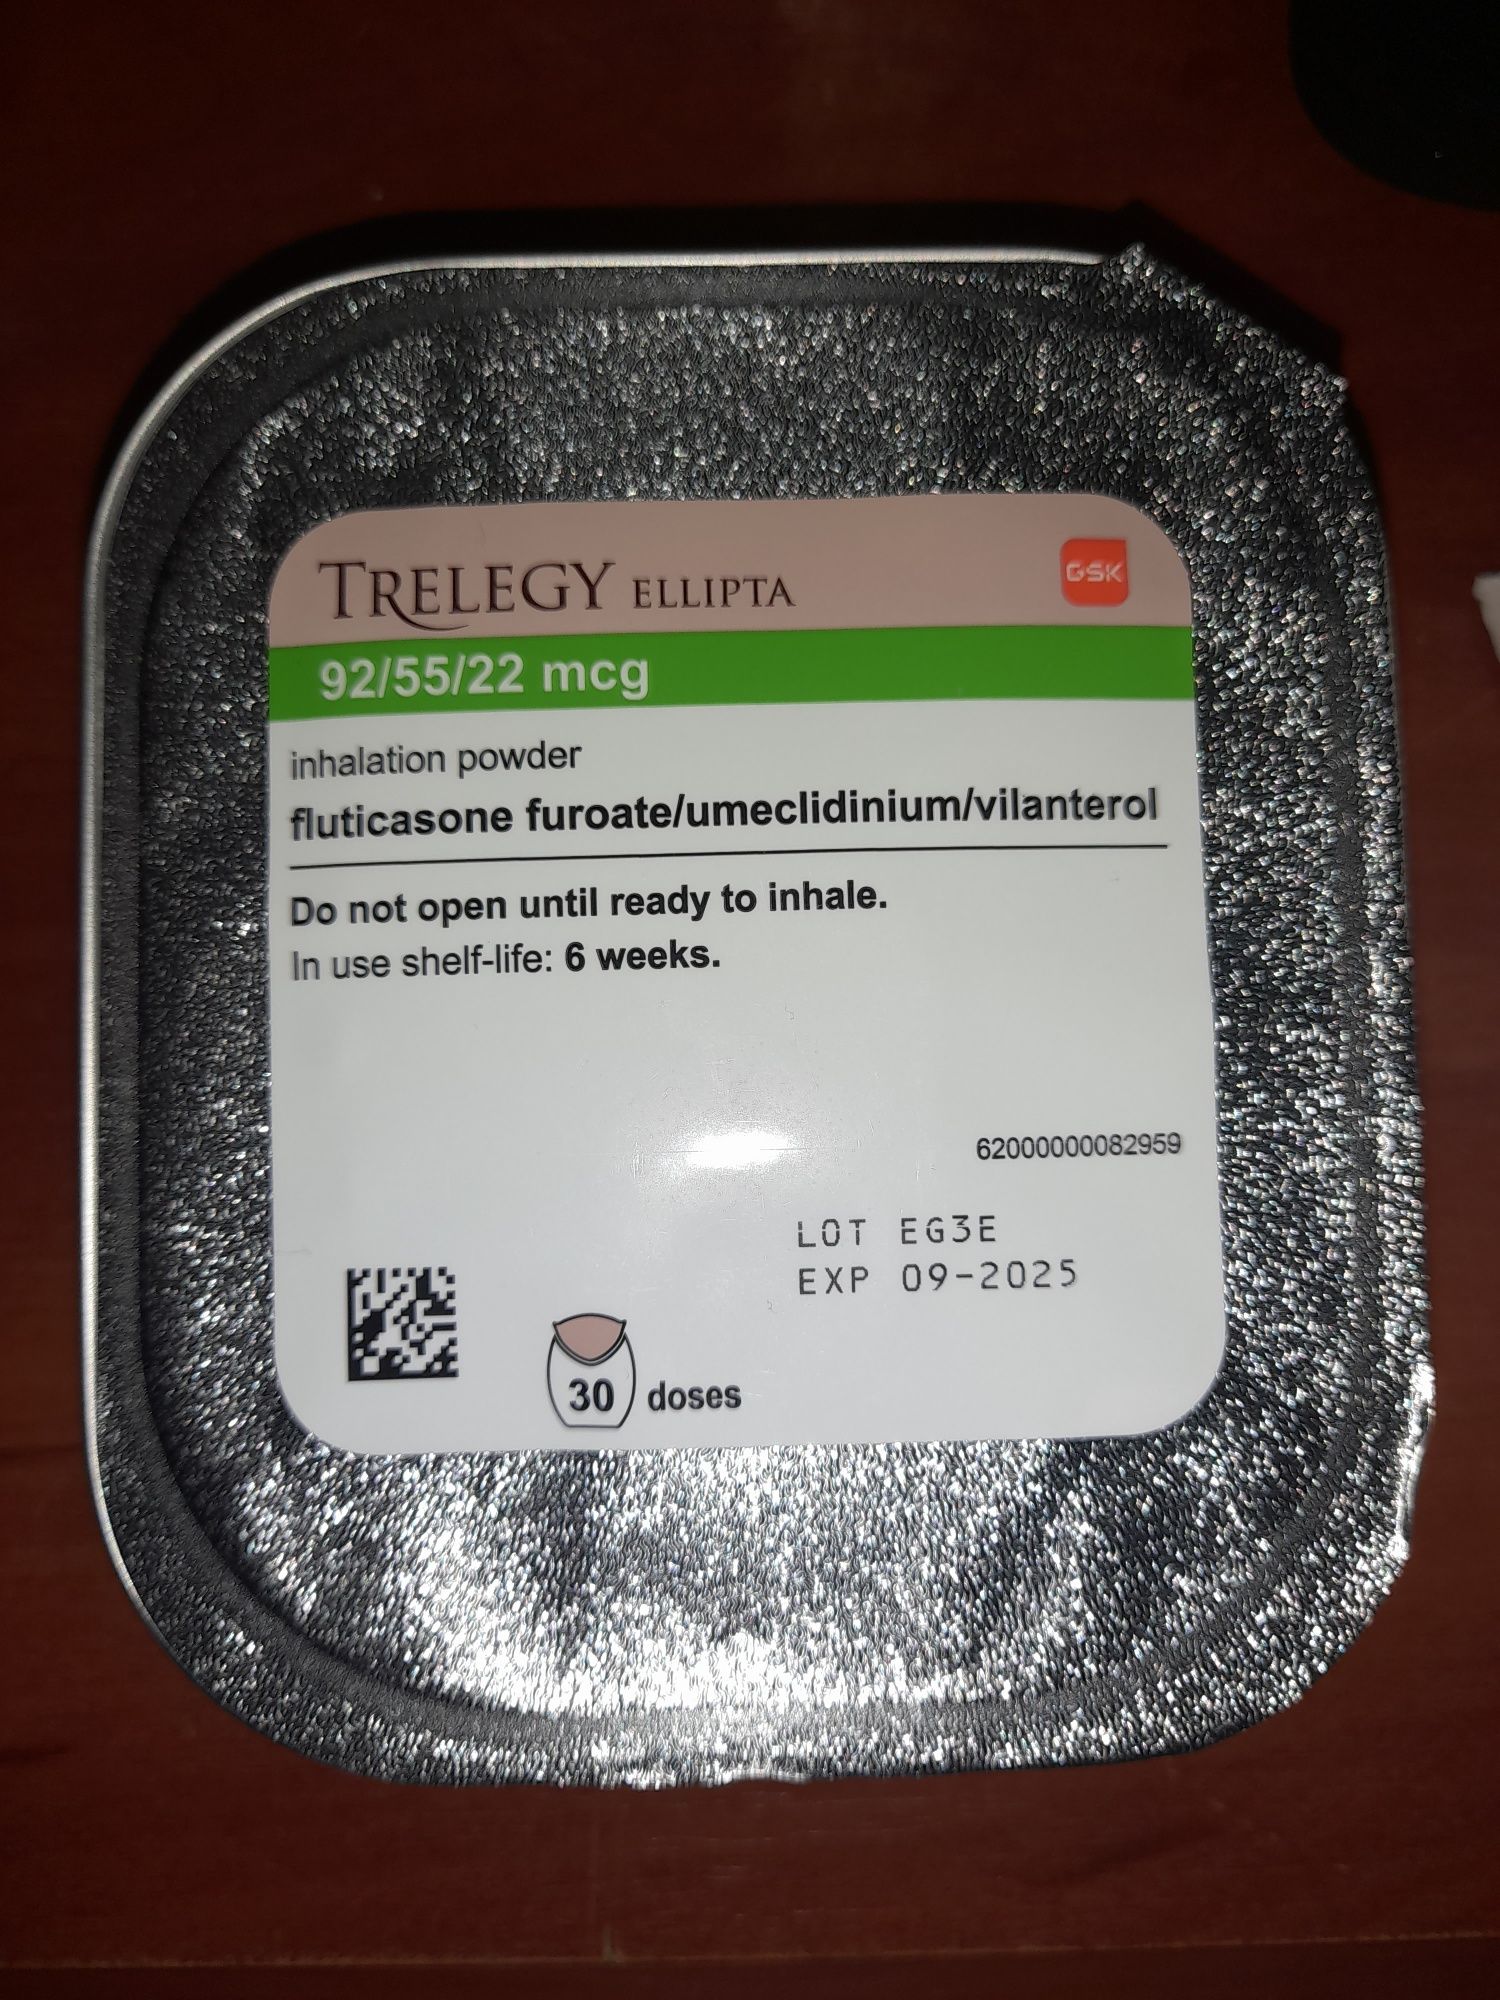 TRELEGY ELLIPTA
GSK
92/55/22 mcg
inhalation powder
fluticasone furoate/umeclidinium/vilanterol
Do not open until ready to inhale.
In use shelf-life: 6 weeks.
62000000082959
LOT EG3E
EXP 09-2025
30 doses